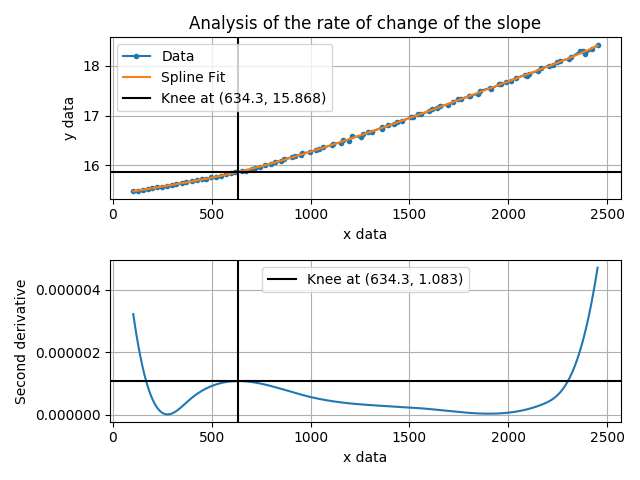 Analysis of the rate of change of the slope
Data
Spline Fit
Knee at (634.3, 15.868)
y data
18
17
16
0 500 1000 1500 2000 2500
x data
Knee at (634.3, 1.083)
Second derivative
0.000004
0.000002
0.000000
0 500 1000 1500 2000 2500
x data